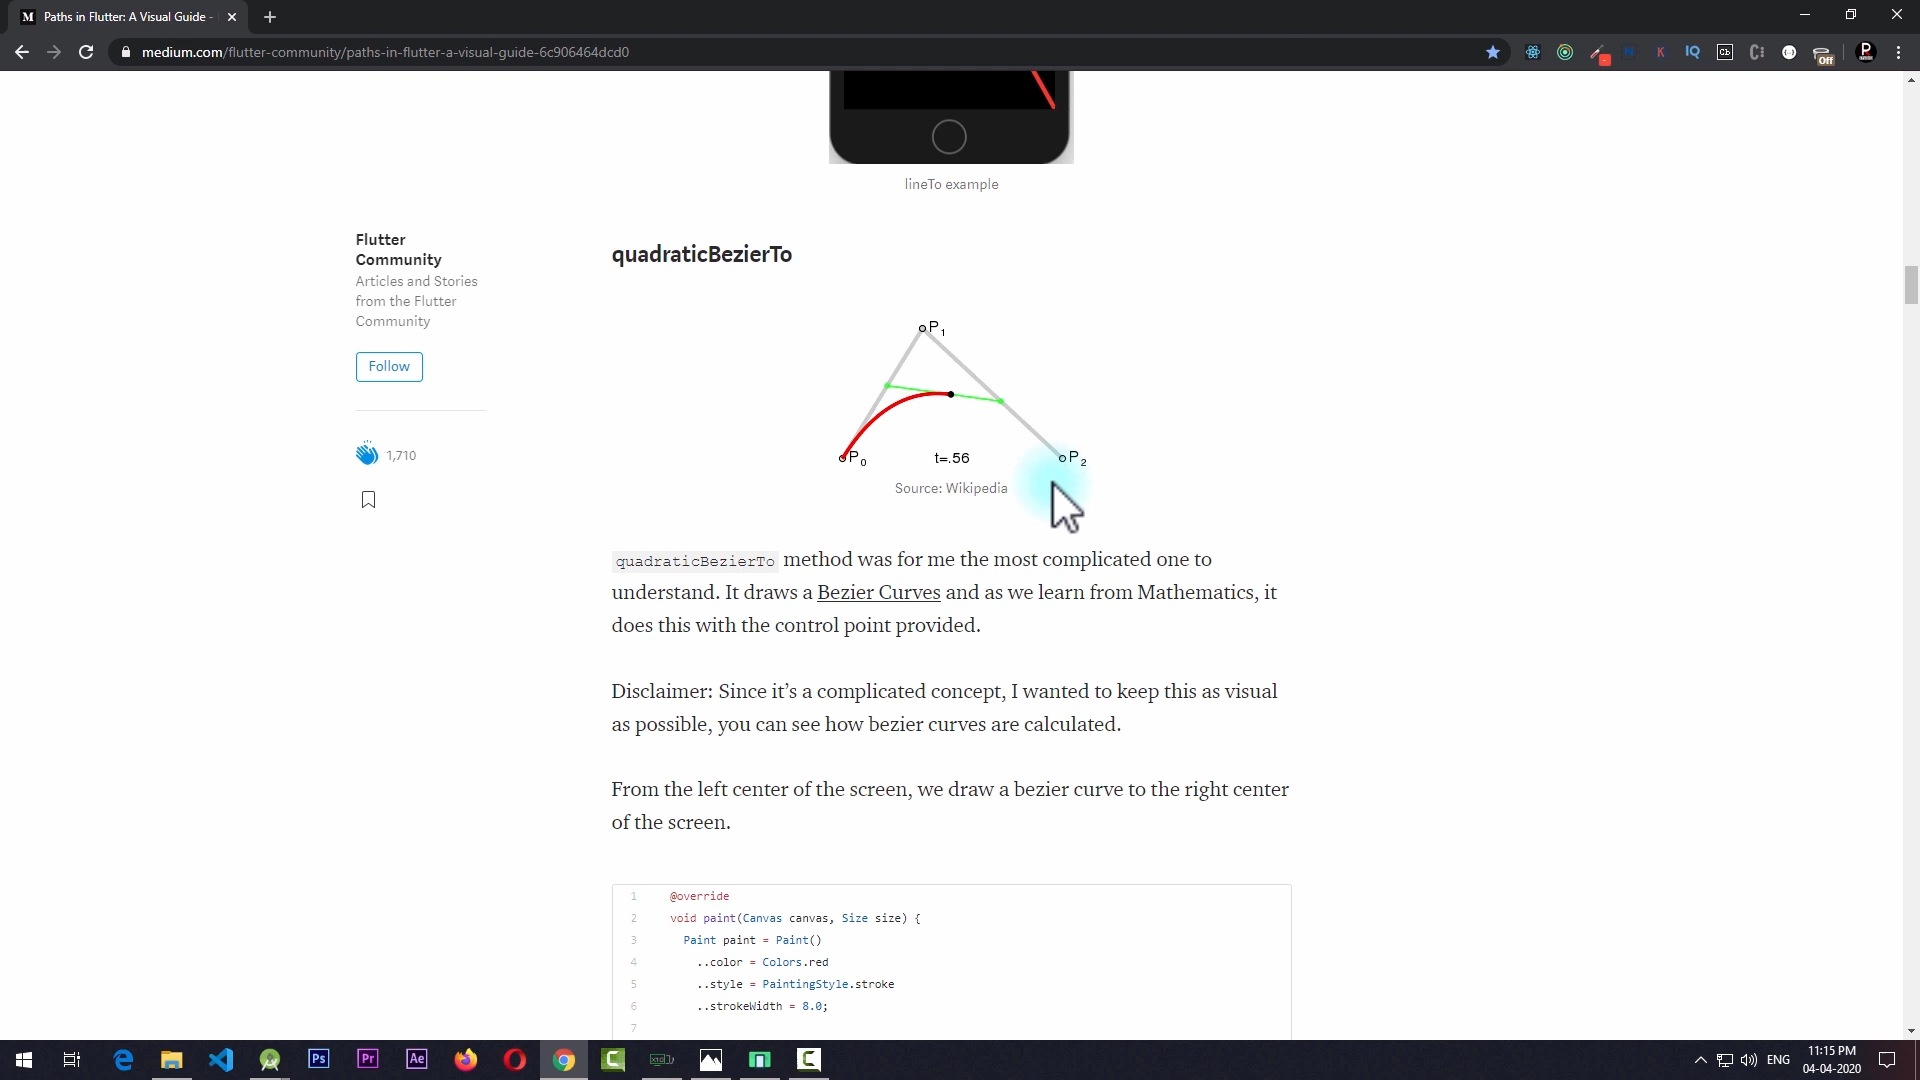 M Paths in Flutter: A Visual Guide -
medium.com/flutter-community/paths-in-flutter-a-visual-guide-6c906464dcd0
K IQ Cb Off
lineTo example
Flutter
Community
Articles and Stories
from the Flutter
Community
Follow
1,710
quadraticBezierTo
P1
P0
t=.56
P2
Source: Wikipedia
quadraticBezierTo method was for me the most complicated one to
understand. It draws a Bezier Curves and as we learn from Mathematics, it
does this with the control point provided.
Disclaimer: Since it’s a complicated concept, I wanted to keep this as visual
as possible, you can see how bezier curves are calculated.
From the left center of the screen, we draw a bezier curve to the right center
of the screen.
1 @override
2 void paint(Canvas canvas, Size size) {
3 Paint paint = Paint()
4 ..color = Colors.red
5 ..style = PaintingStyle.stroke
6 ..strokeWidth = 8.0;
7
Ps Pr Ae
ENG
11:15 PM
04-04-2020